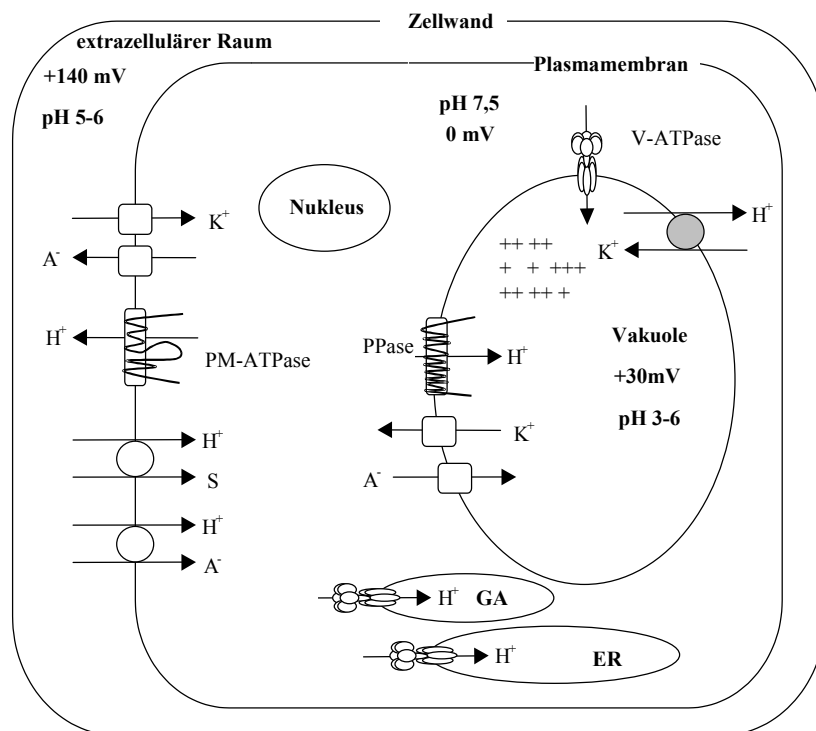 Zellwand
extrazellulärer Raum
+140 mV
pH 5-6
Plasmamembran
pH 7,5
0 mV
V-ATPase
Nukleus
K⁺
A⁻
H⁺
PM-ATPase
H⁺
S
H⁺
A⁻
++ ++
+ + +++
++ ++ +
H⁺
K⁺
PPase
H⁺
Vakuole
+30mV
pH 3-6
K⁺
A⁻
H⁺ GA
H⁺ ER